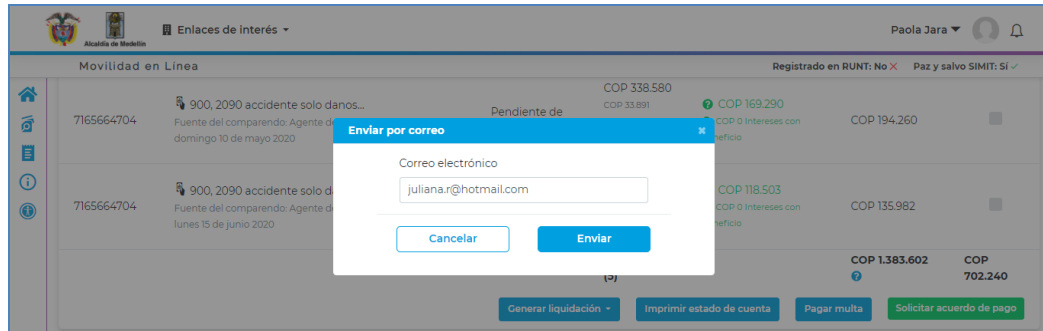 Alcaldía de Medellín
Enlaces de interés
Paola Jara
Movilidad en Línea
Registrado en RUNT: No Paz y salvo SIMIT: Sí
7165664704
900, 2090 accidente solo danos...
Fuente del comparendo: Agente de
domingo 10 de mayo 2020
Pendiente de
COP 338.580
COP 33.891
COP 169.290
COP 0 Intereses con
COP 194.260
Enviar por correo
Correo electrónico
juliana.r@hotmail.com
Cancelar
Enviar
7165664704
900, 2090 accidente solo d
Fuente del comparendo: Agente d
lunes 15 de junio 2020
COP 118.503
COP 0 Intereses con
COP 135.982
(5)
COP 1.383.602
COP
702.240
Generar liquidación
Imprimir estado de cuenta
Pagar multa
Solicitar acuerdo de pago